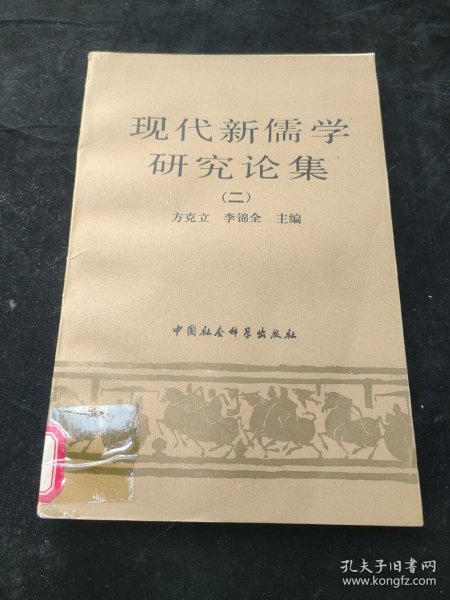 现代新儒学
研究论集
(二)
方克立 李锦全 主编
中国社会科学出版社
孔夫子旧书网
www.kongfz.com